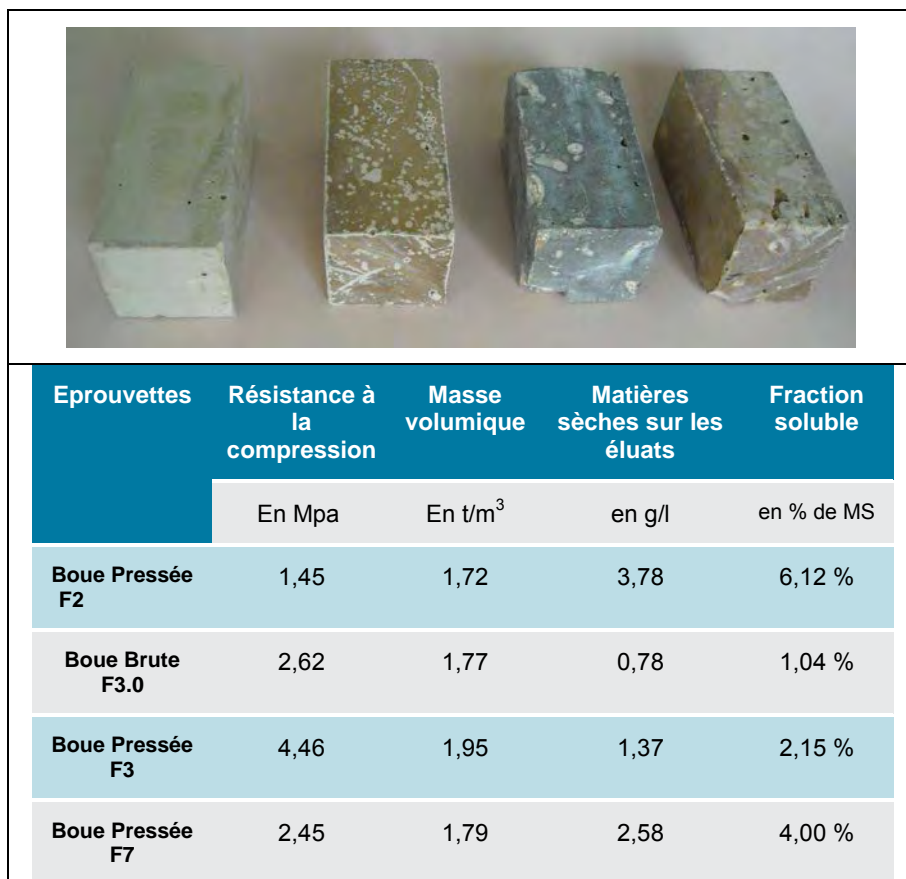 Eprouvettes Résistance à la compression Masse volumique Matières sèches sur les éluats Fraction soluble
En Mpa En t/m³ en g/l en % de MS
Boue Pressée F2 1,45 1,72 3,78 6,12 %
Boue Brute F3.0 2,62 1,77 0,78 1,04 %
Boue Pressée F3 4,46 1,95 1,37 2,15 %
Boue Pressée F7 2,45 1,79 2,58 4,00 %